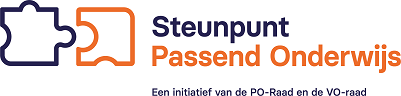 Steunpunt
Passend Onderwijs
Een initiatief van de PO-Raad en de VO-raad